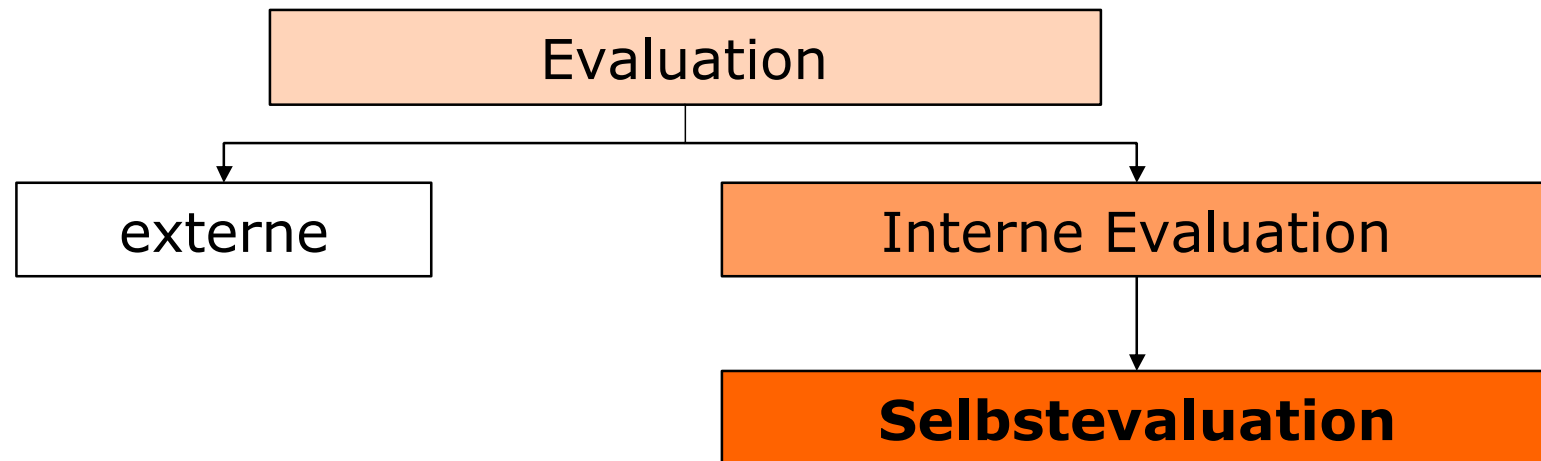 Evaluation
externe
Interne Evaluation
Selbstevaluation